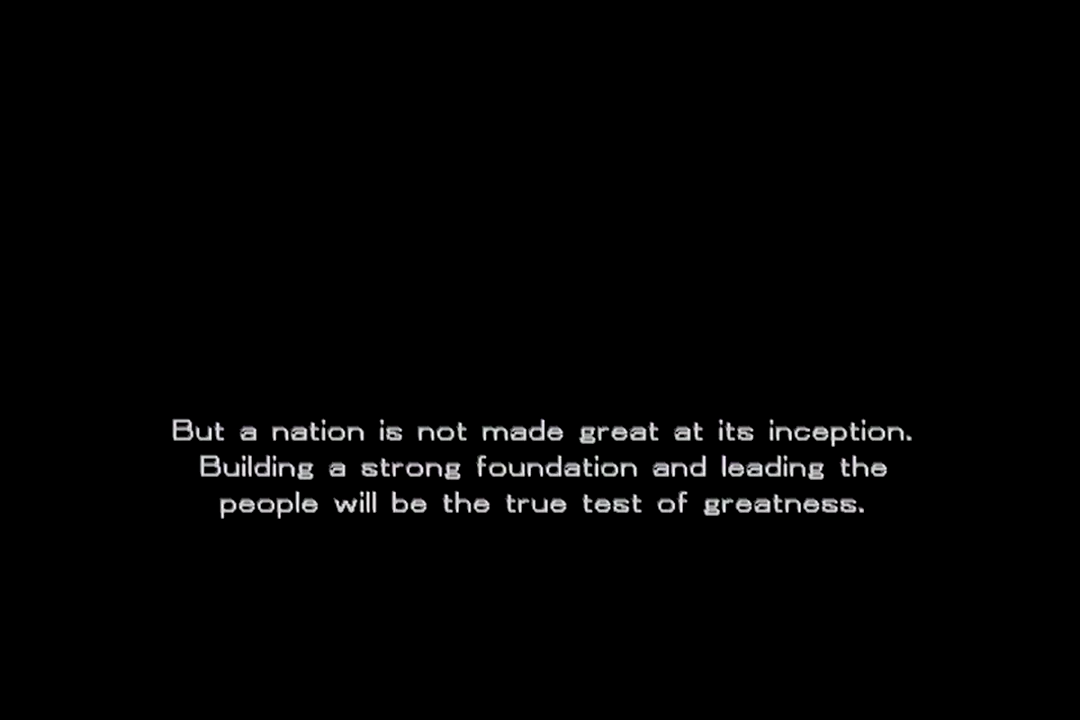 But a nation is not made great at its inception.
Building a strong foundation and leading the
people will be the true test of greatness.